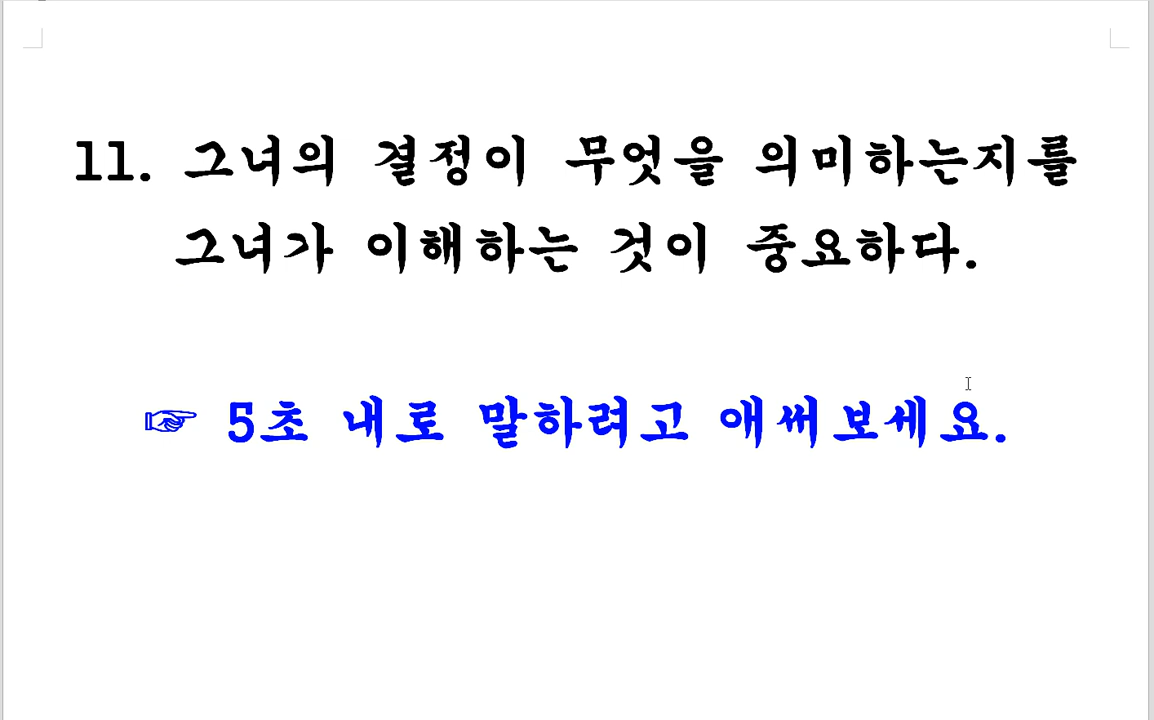 11. 그녀의 결정이 무엇을 의미하는지를
그녀가 이해하는 것이 중요하다.
☞ 5초 내로 말하려고 애써보세요.